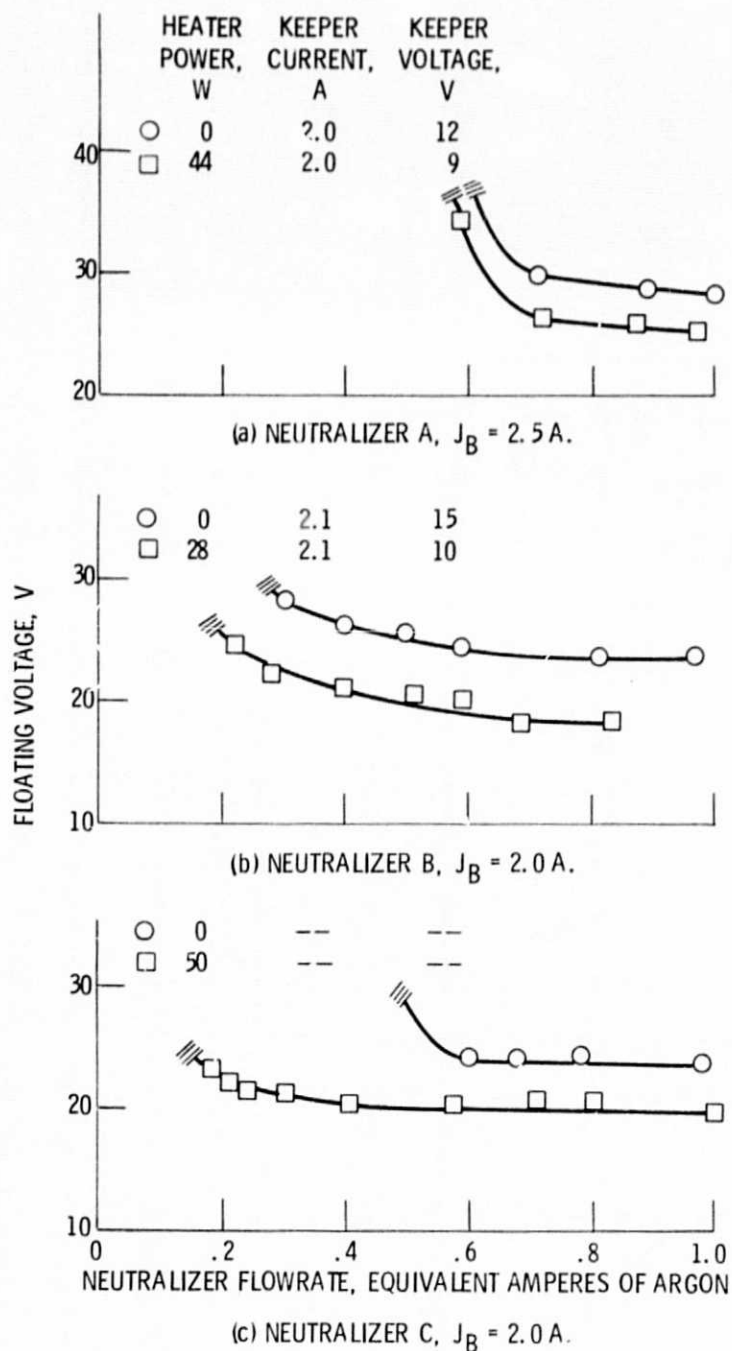 HEATER POWER, W KEEPER CURRENT, A KEEPER VOLTAGE, V
0 2.0 12
44 2.0 9
40
30
20
(a) NEUTRALIZER A, J_B = 2.5 A.
0 2.1 15
28 2.1 10
30
20
10
(b) NEUTRALIZER B, J_B = 2.0 A.
FLOATING VOLTAGE, V
0 -- --
50 -- --
30
20
10
0 .2 .4 .6 .8 1.0
NEUTRALIZER FLOWRATE, EQUIVALENT AMPERES OF ARGON
(c) NEUTRALIZER C, J_B = 2.0 A.